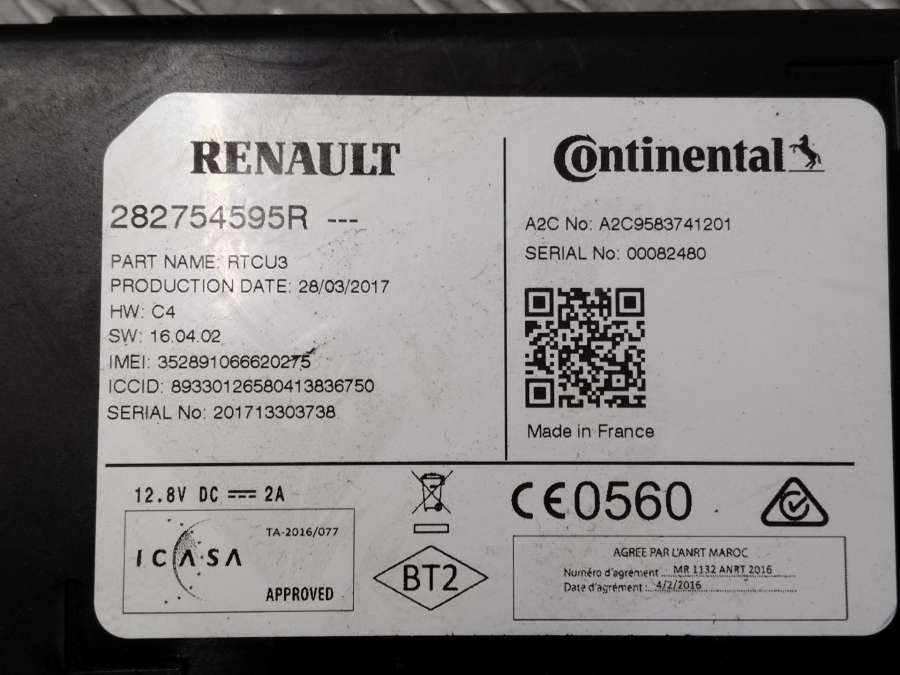 RENAULT
282754595R ---
PART NAME: RTCU3
PRODUCTION DATE: 28/03/2017
HW: C4
SW: 16.04.02
IMEI: 352891066620275
ICCID: 89330126580413836750
SERIAL No: 201713303738
Continental
A2C No: A2C9583741201
SERIAL No: 00082480
Made in France
12.8V DC ⎓ 2A
TA-2016/077
ICASA
APPROVED
BT2
CE0560
AGREE PAR L'ANRT MAROC
Numéro d'agrément MR 1132 ANRT 2016
Date d'agrément: 4/2/2016